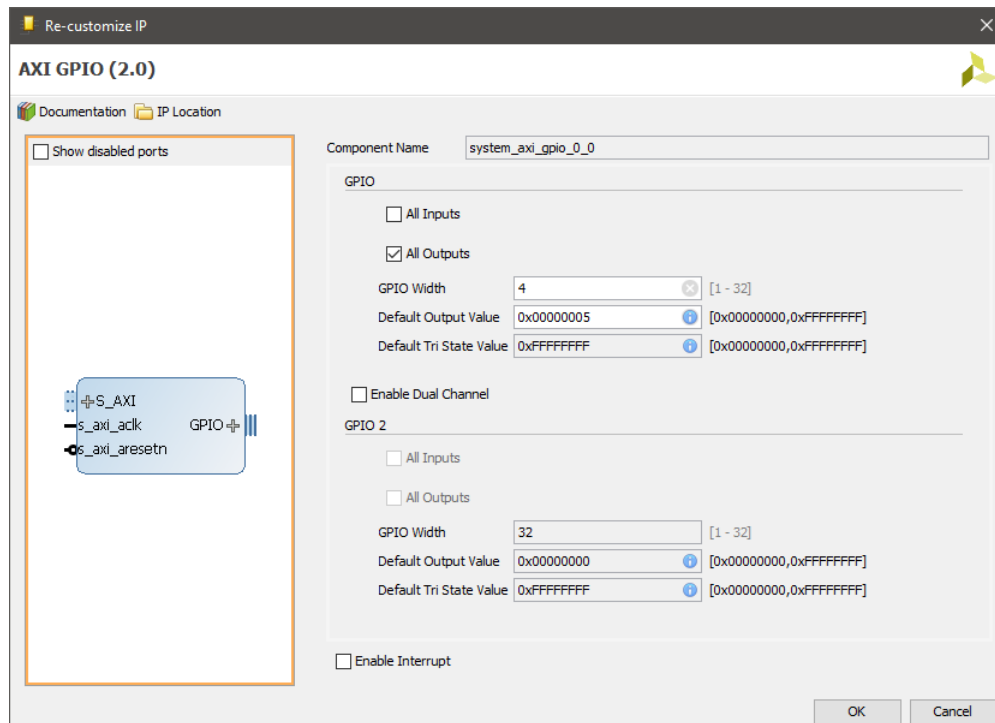 Re-customize IP
AXI GPIO (2.0)
Documentation IP Location
Show disabled ports
S_AXI
s_axi_aclk GPIO
s_axi_aresetn
Component Name system_axi_gpio_0_0
GPIO
All Inputs
All Outputs
GPIO Width 4 [1 - 32]
Default Output Value 0x00000005 [0x00000000,0xFFFFFFFF]
Default Tri State Value 0xFFFFFFFF [0x00000000,0xFFFFFFFF]
Enable Dual Channel
GPIO 2
All Inputs
All Outputs
GPIO Width 32 [1 - 32]
Default Output Value 0x00000000 [0x00000000,0xFFFFFFFF]
Default Tri State Value 0xFFFFFFFF [0x00000000,0xFFFFFFFF]
Enable Interrupt
OK Cancel